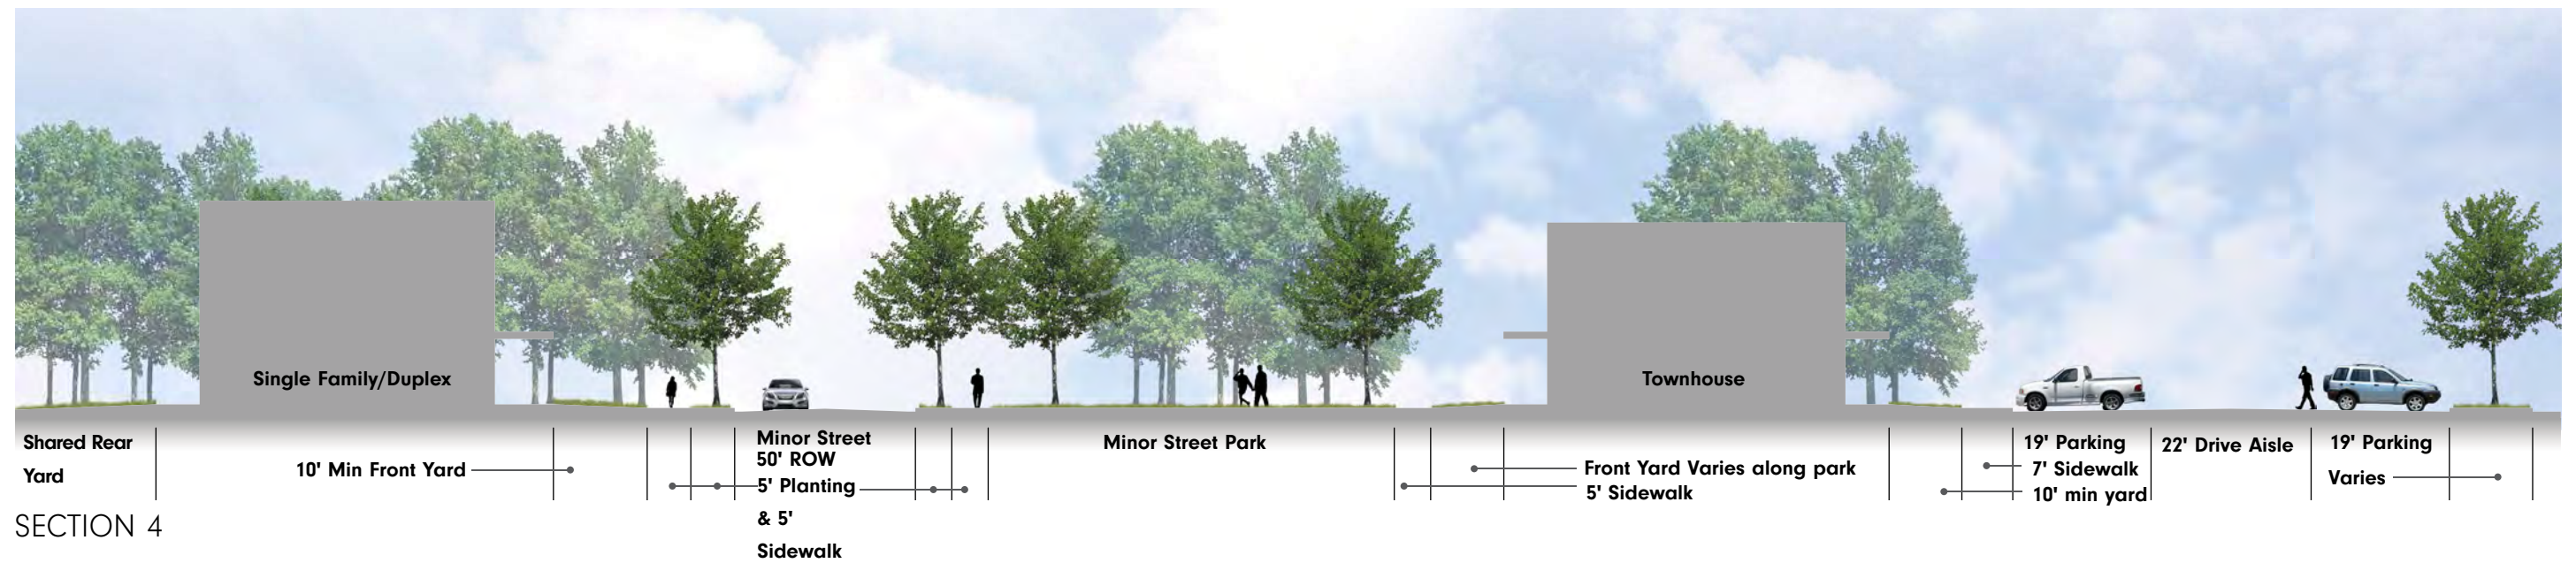 Single Family/Duplex
Townhouse
Shared Rear
Yard
10' Min Front Yard
Minor Street
50' ROW
5' Planting
& 5'
Sidewalk
Minor Street Park
Front Yard Varies along park
5' Sidewalk
19' Parking
7' Sidewalk
10' min yard
22' Drive Aisle
19' Parking
Varies
SECTION 4